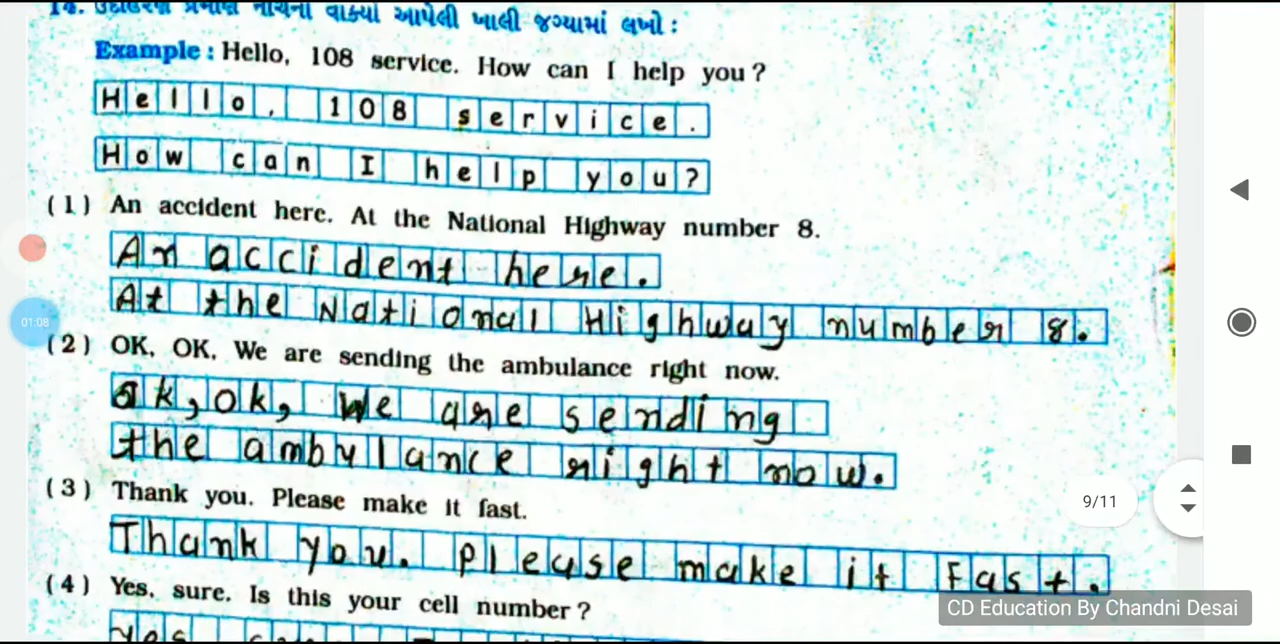 14. ઉદાહરણ પ્રમાણે નીચેનાં વાક્યો આપેલી ખાલી જગ્યામાં લખો :
Example : Hello, 108 service. How can I help you ?
Hello, 108 service.
How can I help you?
(1) An accident here. At the National Highway number 8.
An accident here.
At the National Highway number 8.
(2) OK, OK, We are sending the ambulance right now.
ok, ok, We are sending
the ambulance right now.
(3) Thank you. Please make it fast.
Thank you. please make it Fast.
(4) Yes, sure. Is this your cell number ?
01:08
9/11
CD Education By Chandni Desai